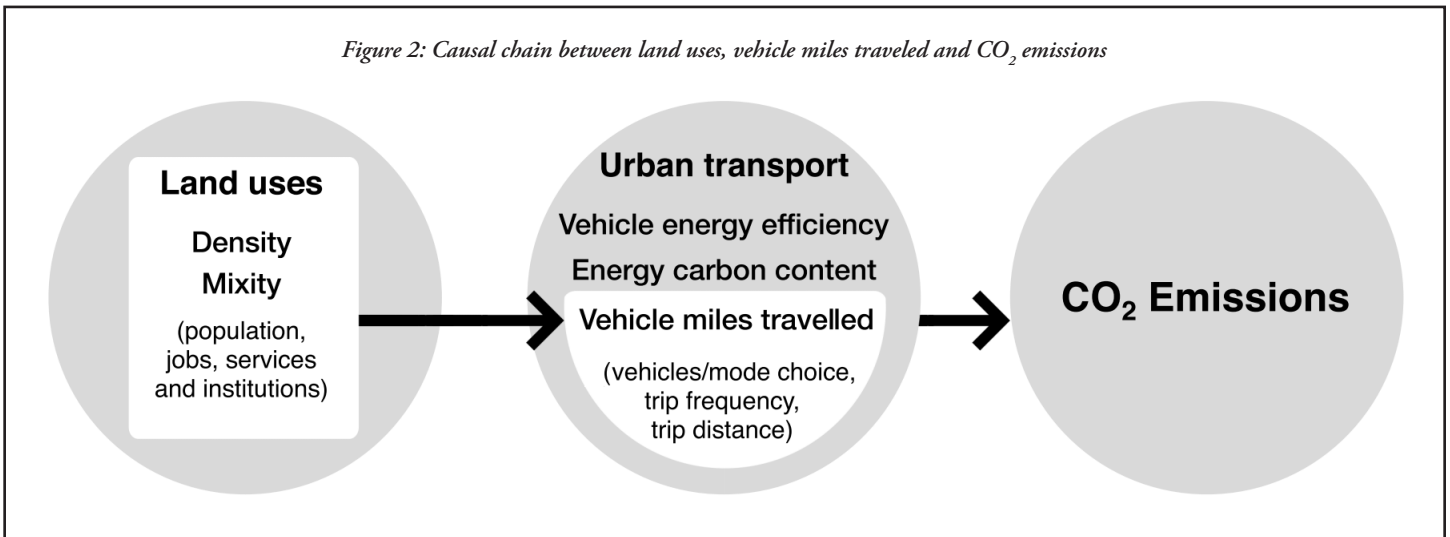 Figure 2: Causal chain between land uses, vehicle miles traveled and CO₂ emissions
Land uses
Density
Mixity
(population,
jobs, services
and institutions)
Urban transport
Vehicle energy efficiency
Energy carbon content
Vehicle miles travelled
(vehicles/mode choice,
trip frequency,
trip distance)
CO₂ Emissions